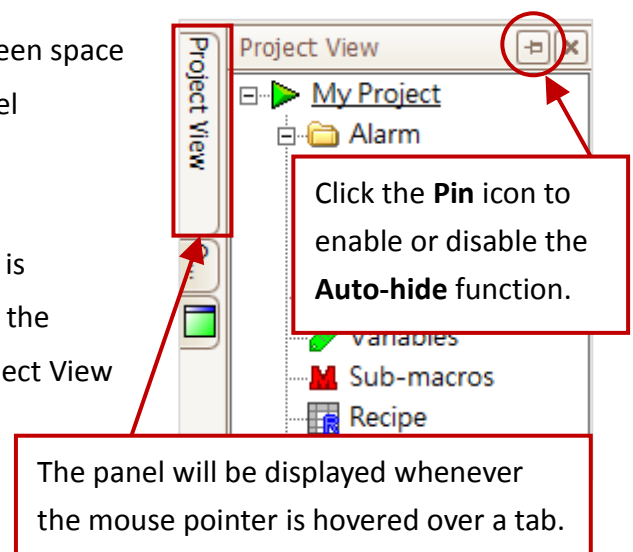 een space
el
is
the
ect View
Project View
Project View
My Project
Alarm
Click the Pin icon to
enable or disable the
Auto-hide function.
Variables
Sub-macros
Recipe
The panel will be displayed whenever
the mouse pointer is hovered over a tab.